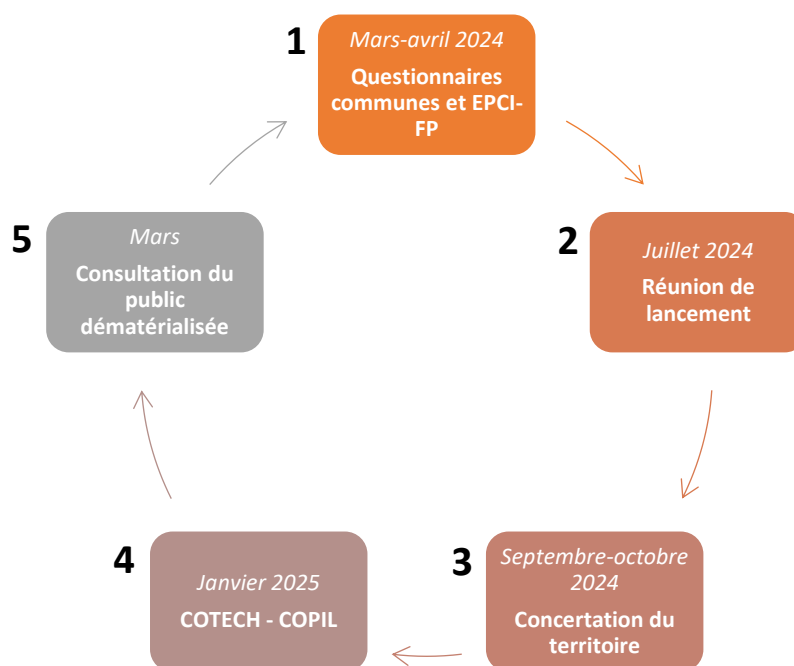 1
Mars-avril 2024
Questionnaires
communes et EPCI-
FP
2
Juillet 2024
Réunion de
lancement
3
Septembre-octobre
2024
Concertation du
territoire
4
Janvier 2025
COTECH - COPIL
5
Mars
Consultation du
public
dématérialisée